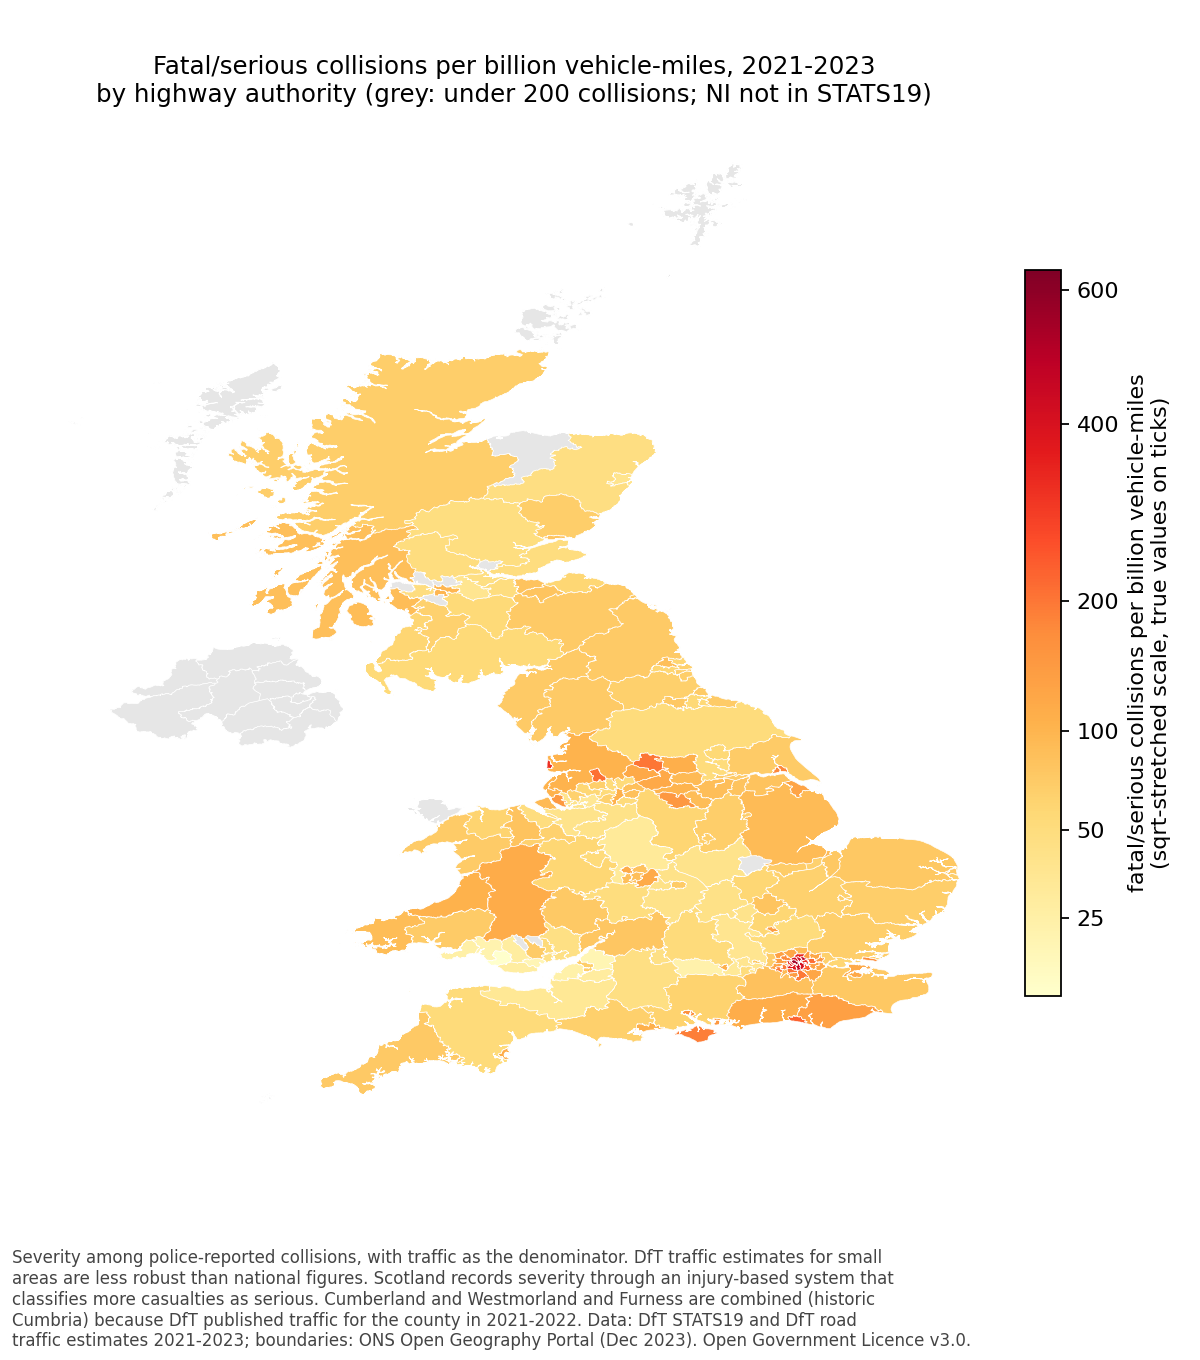 Fatal/serious collisions per billion vehicle-miles, 2021-2023
by highway authority (grey: under 200 collisions; NI not in STATS19)
600
400
200
100
50
25
fatal/serious collisions per billion vehicle-miles
(sqrt-stretched scale, true values on ticks)
Severity among police-reported collisions, with traffic as the denominator. DfT traffic estimates for small
areas are less robust than national figures. Scotland records severity through an injury-based system that
classifies more casualties as serious. Cumberland and Westmorland and Furness are combined (historic
Cumbria) because DfT published traffic for the county in 2021-2022. Data: DfT STATS19 and DfT road
traffic estimates 2021-2023; boundaries: ONS Open Geography Portal (Dec 2023). Open Government Licence v3.0.